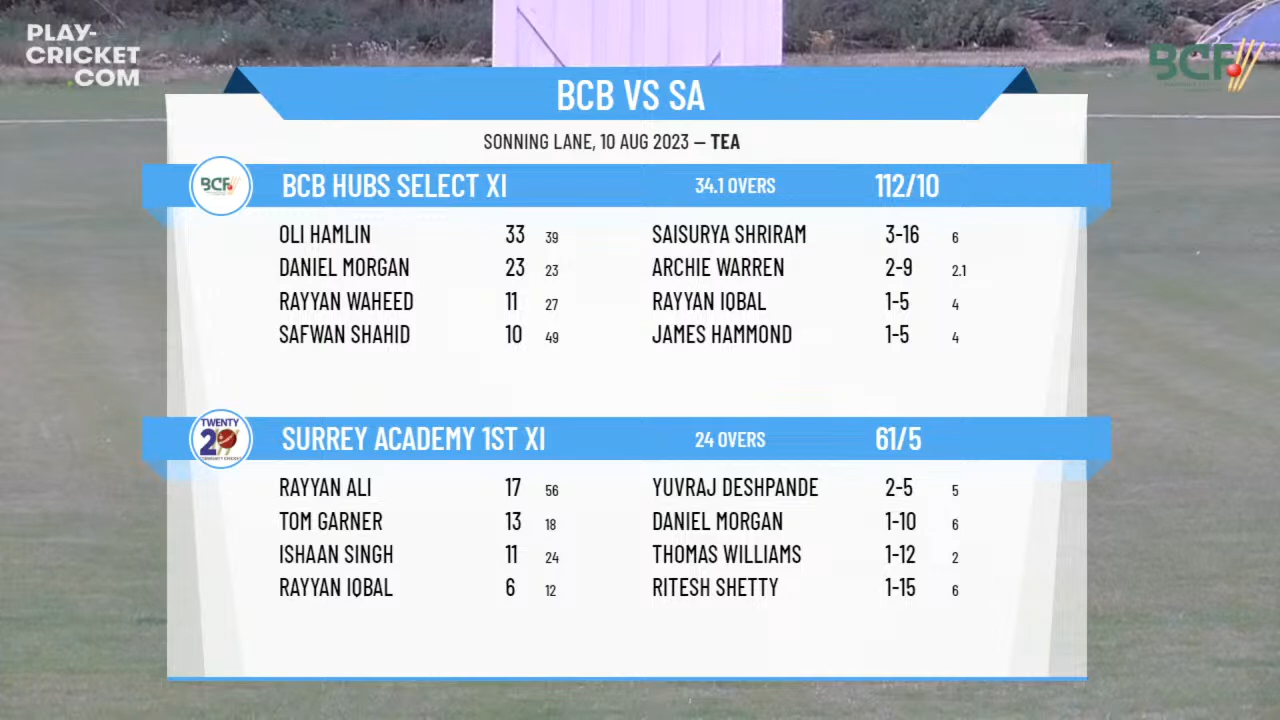 PLAY-
CRICKET
.COM
BCF
BCB VS SA
SONNING LANE, 10 AUG 2023 – TEA
BCF
BCB HUBS SELECT XI 34.1 OVERS 112/10
OLI HAMLIN 33 39 SAISURYA SHRIRAM 3-16 6
DANIEL MORGAN 23 23 ARCHIE WARREN 2-9 2.1
RAYYAN WAHEED 11 27 RAYYAN IQBAL 1-5 4
SAFWAN SHAHID 10 49 JAMES HAMMOND 1-5 4
TWENTY
20
SURREY ACADEMY 1ST XI 24 OVERS 61/5
RAYYAN ALI 17 56 YUVRAJ DESHPANDE 2-5 5
TOM GARNER 13 18 DANIEL MORGAN 1-10 6
ISHAAN SINGH 11 24 THOMAS WILLIAMS 1-12 2
RAYYAN IQBAL 6 12 RITESH SHETTY 1-15 6